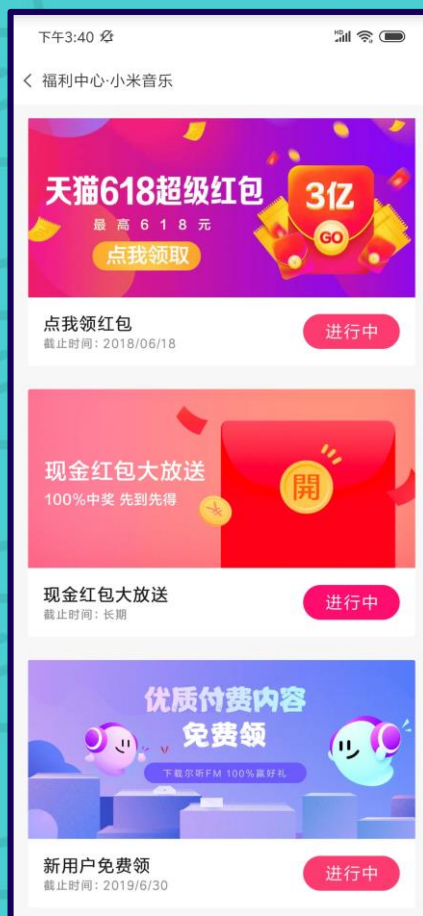 下午3:40
HD
福利中心·小米音乐
天猫618超级红包
最高618元
点我领取
3亿
GO
点我领红包
截止时间：2018/06/18
进行中
现金红包大放送
100%中奖 先到先得
開
¥
现金红包大放送
截止时间：长期
进行中
优质付费内容
免费领
下载尔听FM 100%赢好礼
新用户免费领
截止时间：2019/6/30
进行中